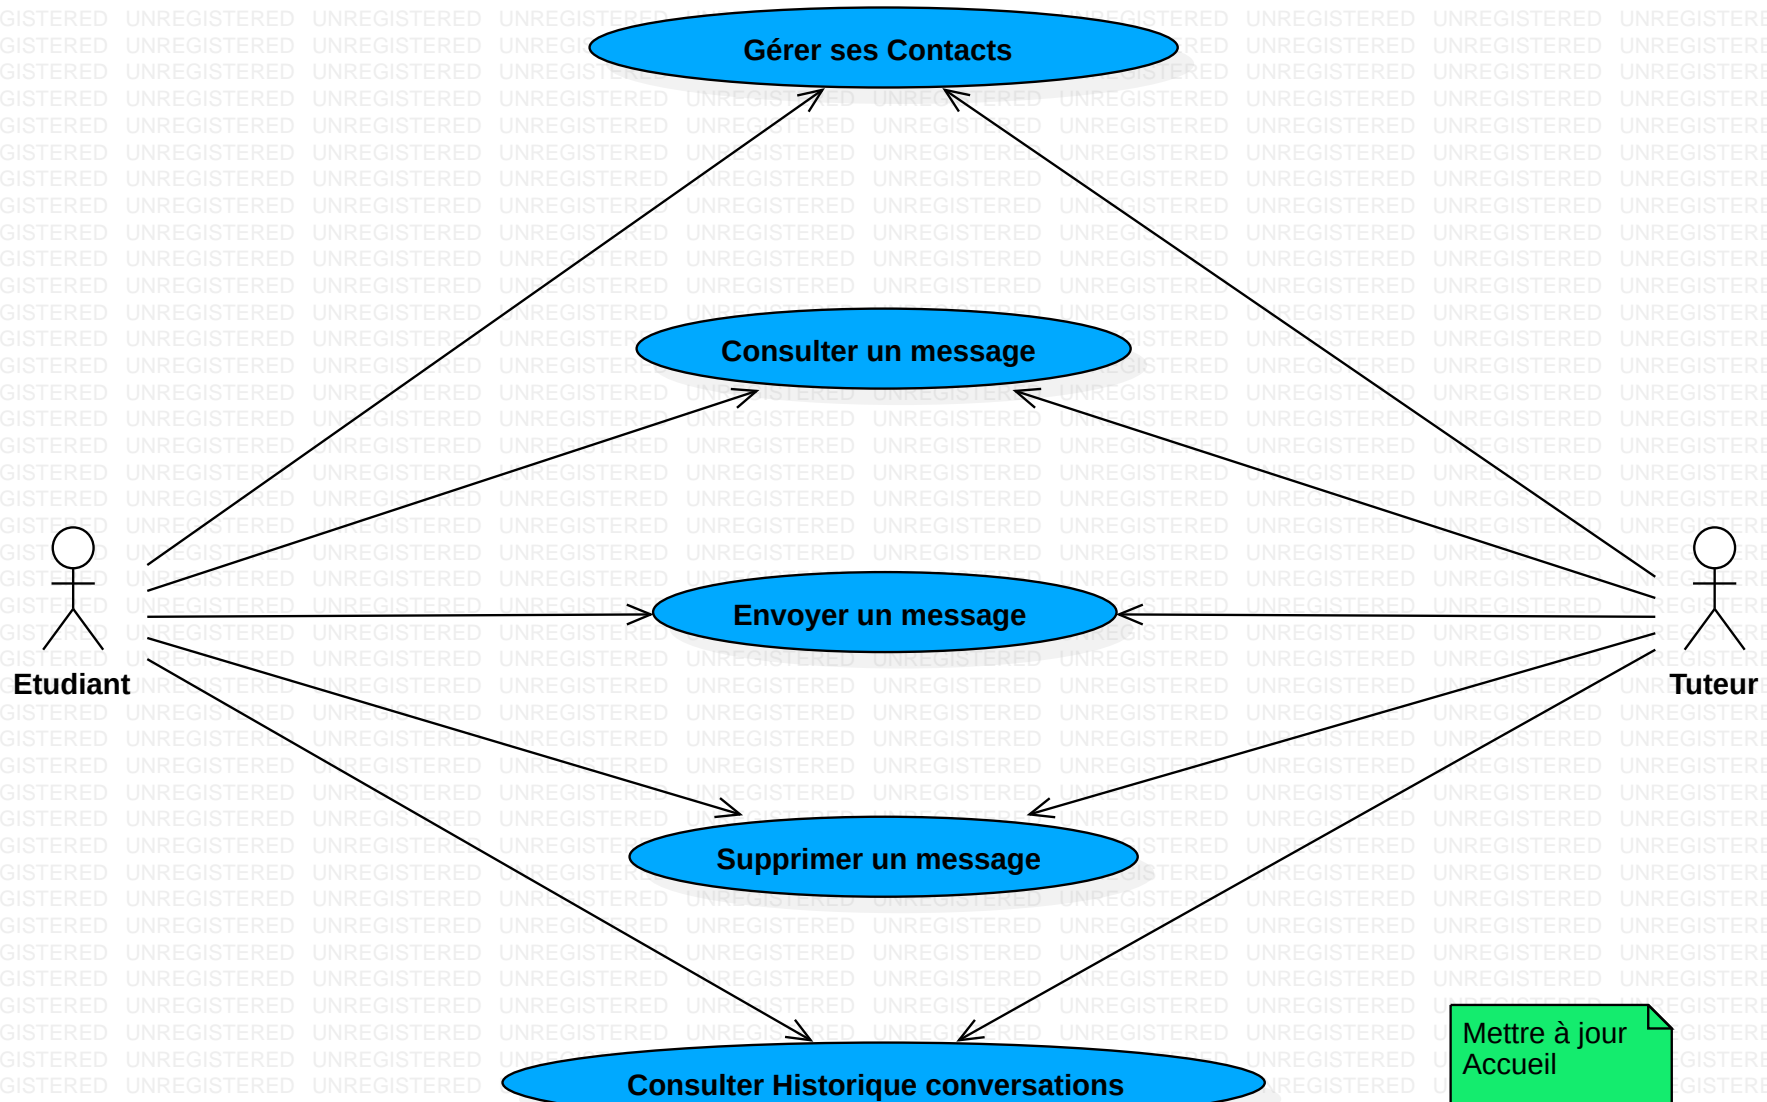 Gérer ses Contacts
Consulter un message
Envoyer un message
Etudiant
Tuteur
Supprimer un message
Mettre à jour
Accueil
Consulter Historique conversations